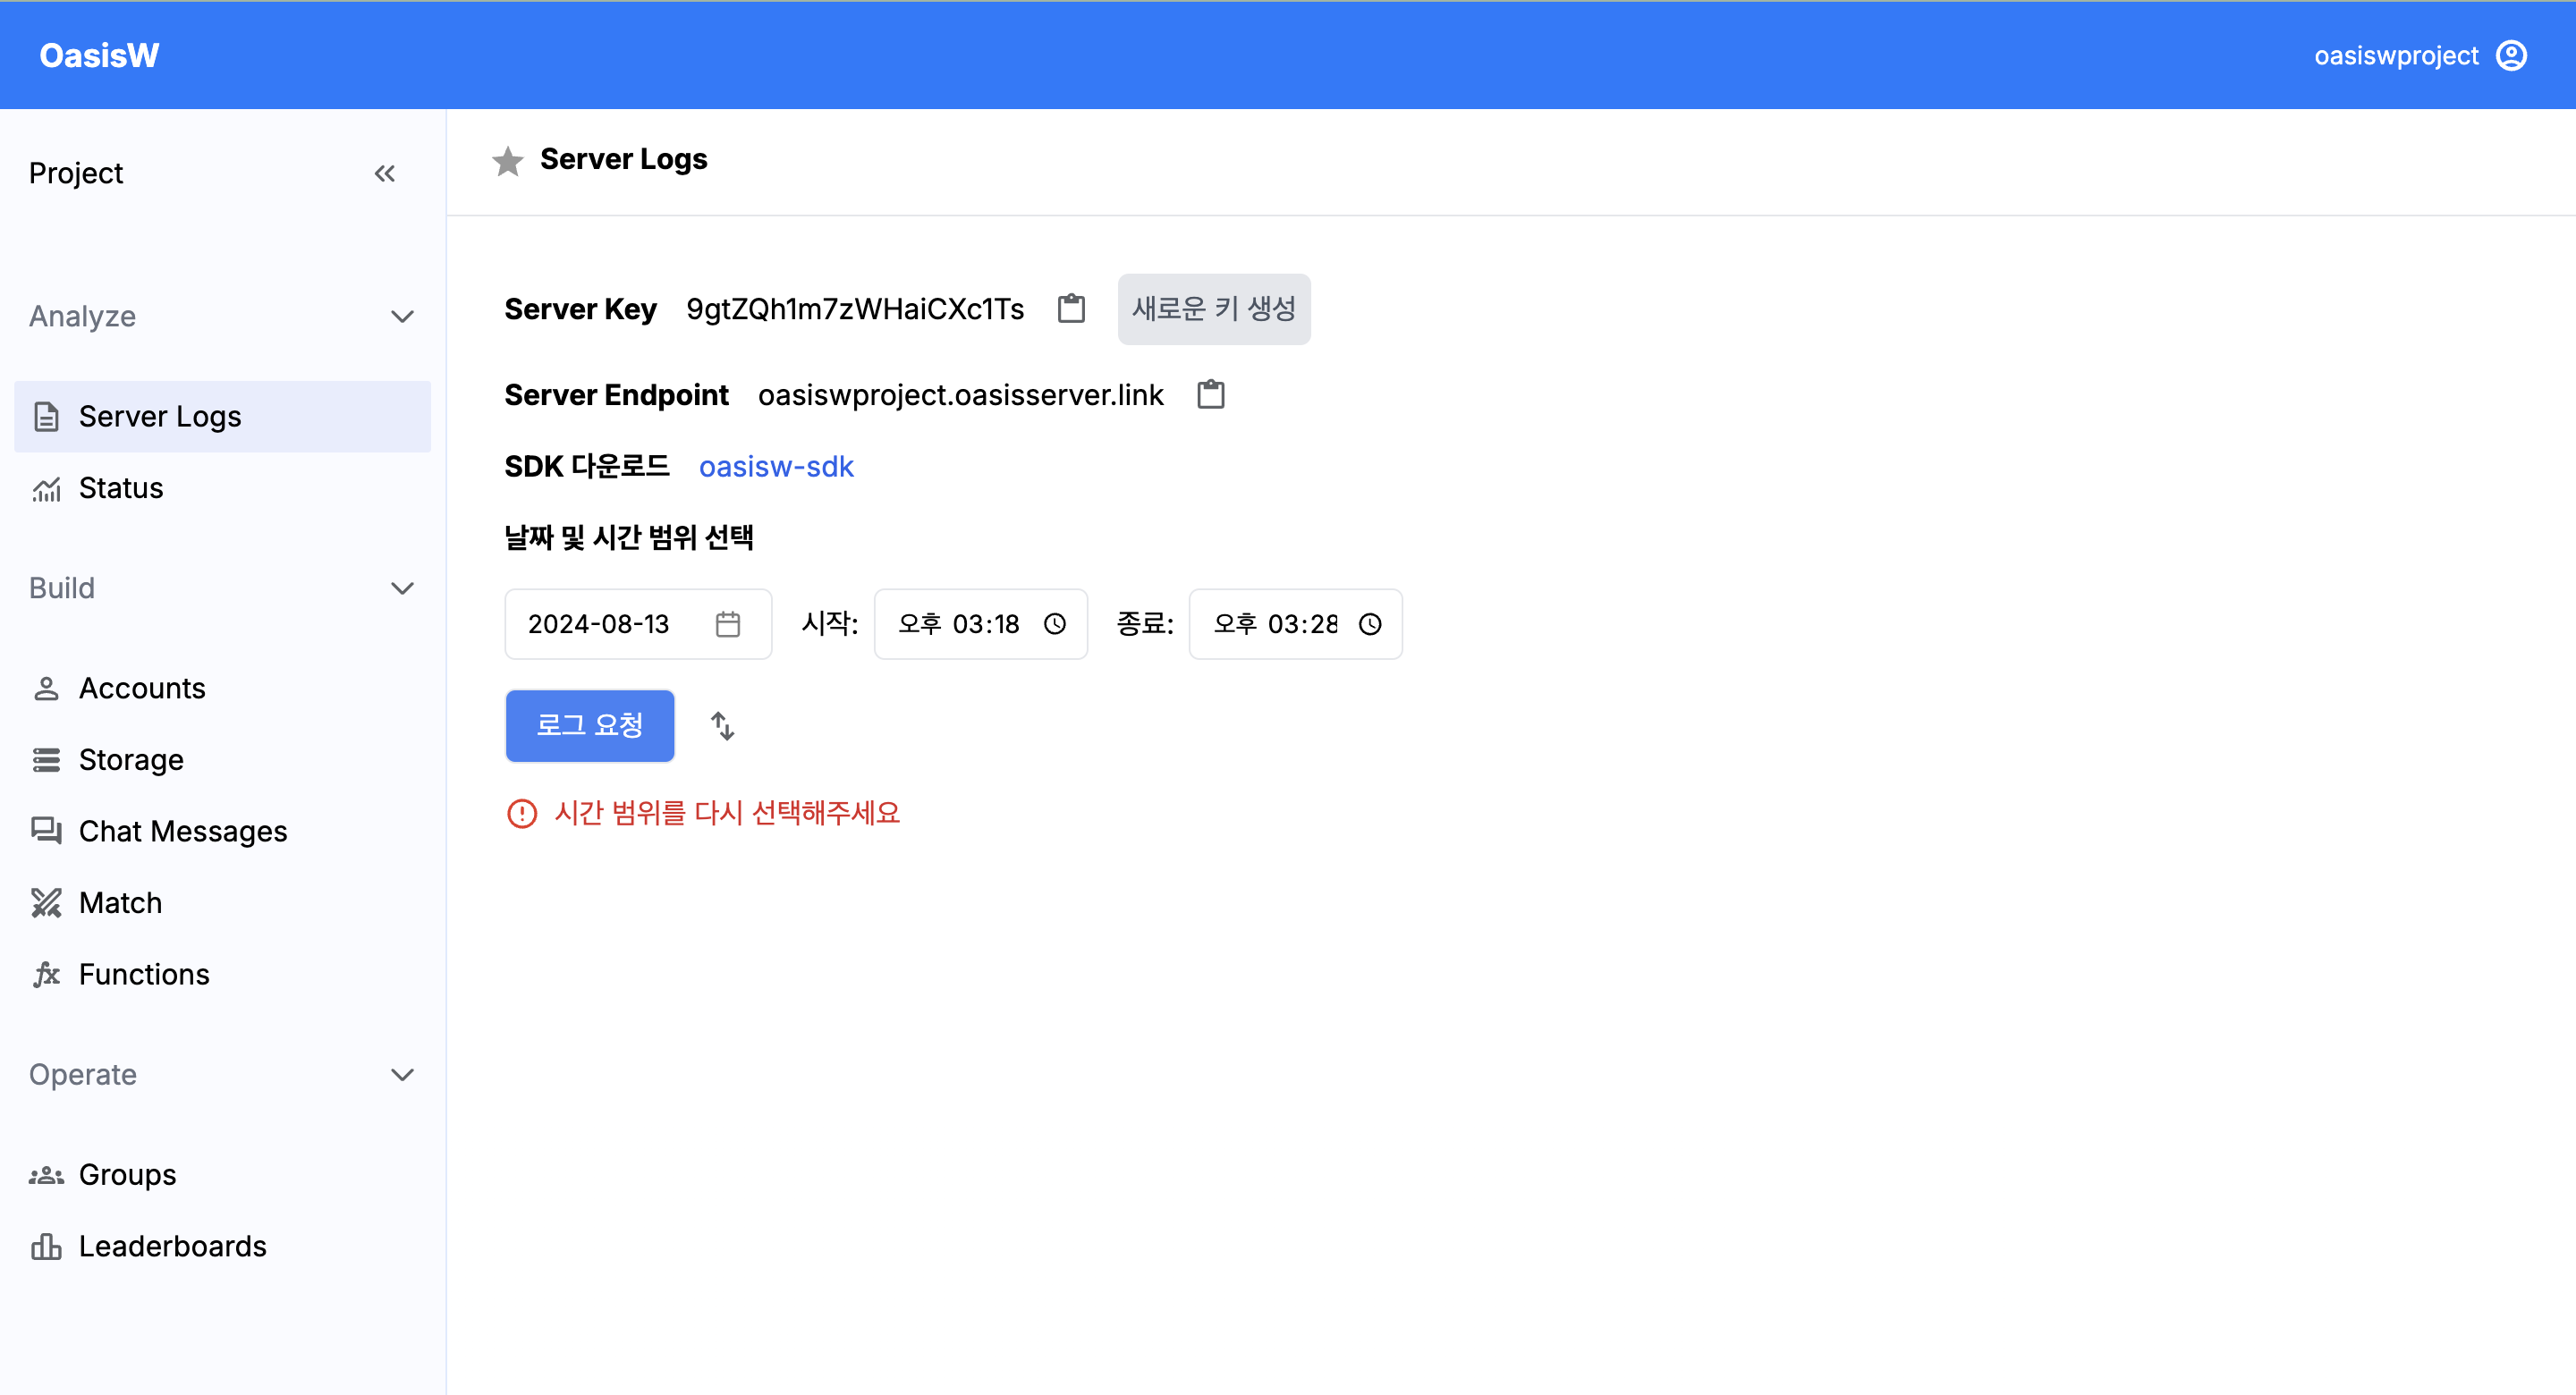 OasisW
oasiswproject
Project
Analyze
Server Logs
Status
Build
Accounts
Storage
Chat Messages
Match
Functions
Operate
Groups
Leaderboards
Server Logs
Server Key 9gtZQh1m7zWHaiCXc1Ts 새로운 키 생성
Server Endpoint oasiswproject.oasisserver.link
SDK 다운로드 oasisw-sdk
날짜 및 시간 범위 선택
2024-08-13 시작: 오후 03:18 종료: 오후 03:28
로그 요청
시간 범위를 다시 선택해주세요